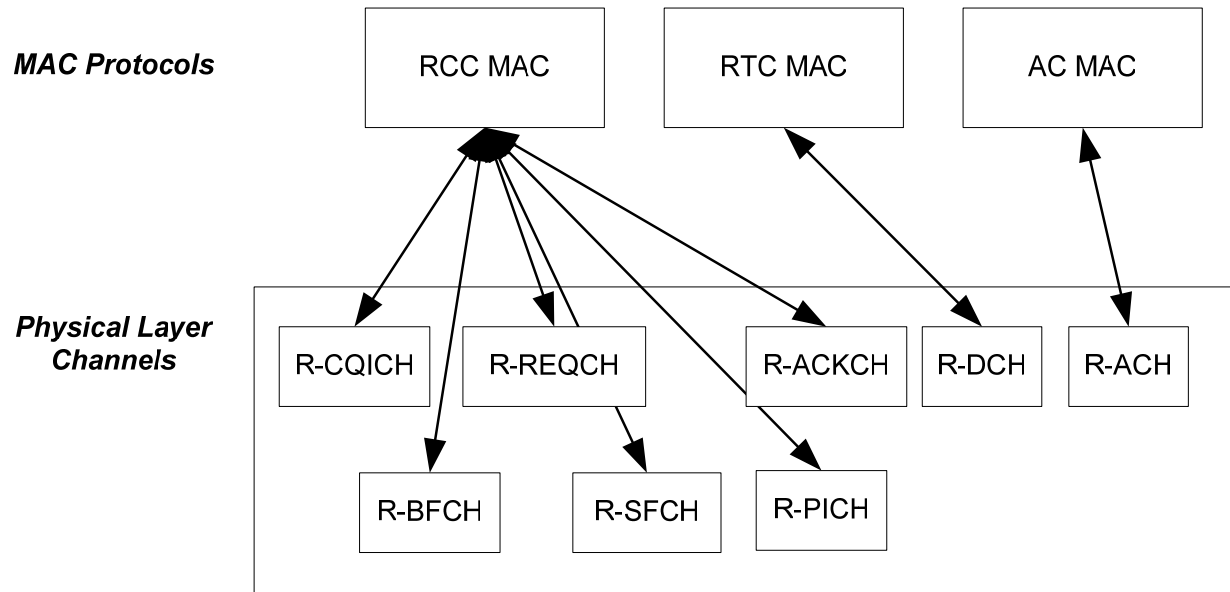 MAC Protocols
RCC MAC
RTC MAC
AC MAC
Physical Layer
Channels
R-CQICH
R-REQCH
R-ACKCH
R-DCH
R-ACH
R-BFCH
R-SFCH
R-PICH